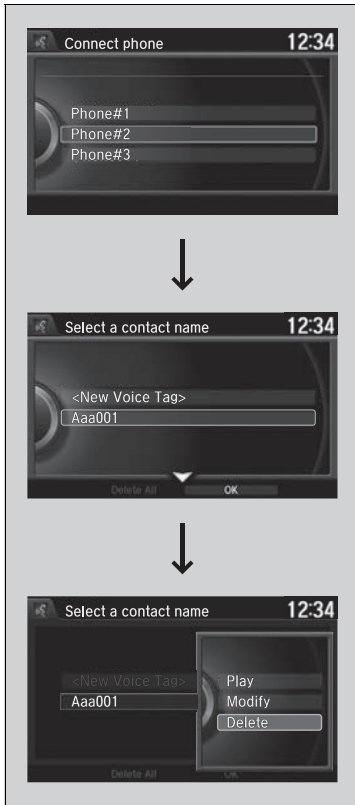 Connect phone 12:34
Phone#1
Phone#2
Phone#3
Select a contact name 12:34
<New Voice Tag>
Aaa001
Delete All OK
Select a contact name 12:34
<New Voice Tag>
Aaa001
Play
Modify
Delete
Delete All OK